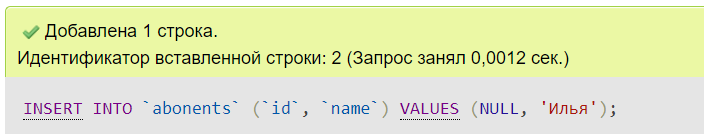 Добавлена 1 строка.
Идентификатор вставленной строки: 2 (Запрос занял 0,0012 сек.)
INSERT INTO `abonents` (`id`, `name`) VALUES (NULL, 'Илья');